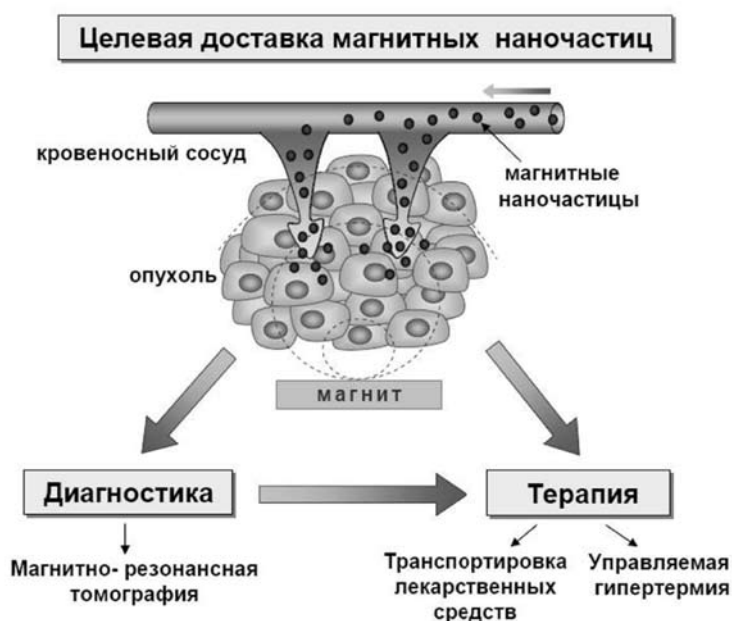 Целевая доставка магнитных наночастиц
кровеносный сосуд
магнитные
наночастицы
опухоль
магнит
Диагностика
Терапия
Магнитно- резонансная
томография
Транспортировка
лекарственных
средств
Управляемая
гипертермия